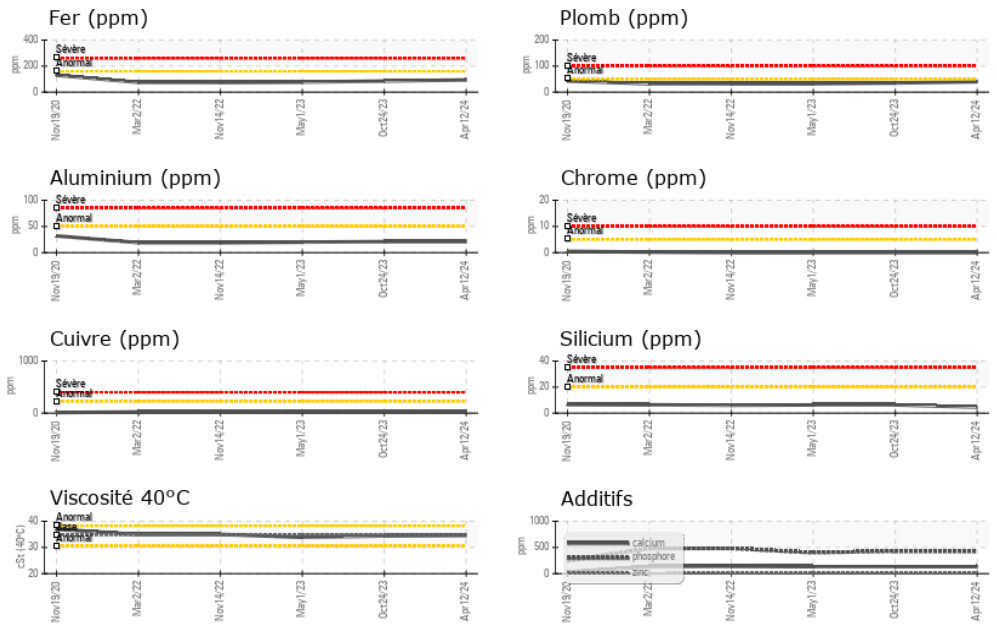 Fer (ppm)
400
200
0
ppm
Sévère
Anormal
Nov19/20
Mar2/22
Nov14/22
May1/23
Oct24/23
Apr12/24
Plomb (ppm)
200
100
0
ppm
Sévère
Anormal
Nov19/20
Mar2/22
Nov14/22
May1/23
Oct24/23
Apr12/24
Aluminium (ppm)
100
50
0
ppm
Sévère
Anormal
Nov19/20
Mar2/22
Nov14/22
May1/23
Oct24/23
Apr12/24
Chrome (ppm)
20
10
0
ppm
Sévère
Anormal
Nov19/20
Mar2/22
Nov14/22
May1/23
Oct24/23
Apr12/24
Cuivre (ppm)
1000
0
ppm
Sévère
Anormal
Nov19/20
Mar2/22
Nov14/22
May1/23
Oct24/23
Apr12/24
Silicium (ppm)
40
20
0
ppm
Sévère
Anormal
Nov19/20
Mar2/22
Nov14/22
May1/23
Oct24/23
Apr12/24
Viscosité 40°C
40
30
20
cSt (40°C)
Anormal
Base
Anormal
Nov19/20
Mar2/22
Nov14/22
May1/23
Oct24/23
Apr12/24
Additifs
1000
500
0
ppm
calcium
phosphore
zinc
Nov19/20
Mar2/22
Nov14/22
May1/23
Oct24/23
Apr12/24